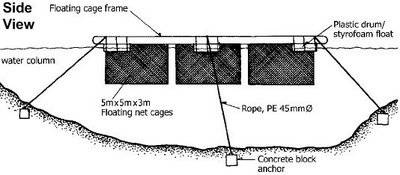 Side
View
Floating cage frame
Plastic drum/
styrofoam float
water column
5mx5mx3m
Floating net cages
Rope, PE 45mmØ
Concrete block
anchor